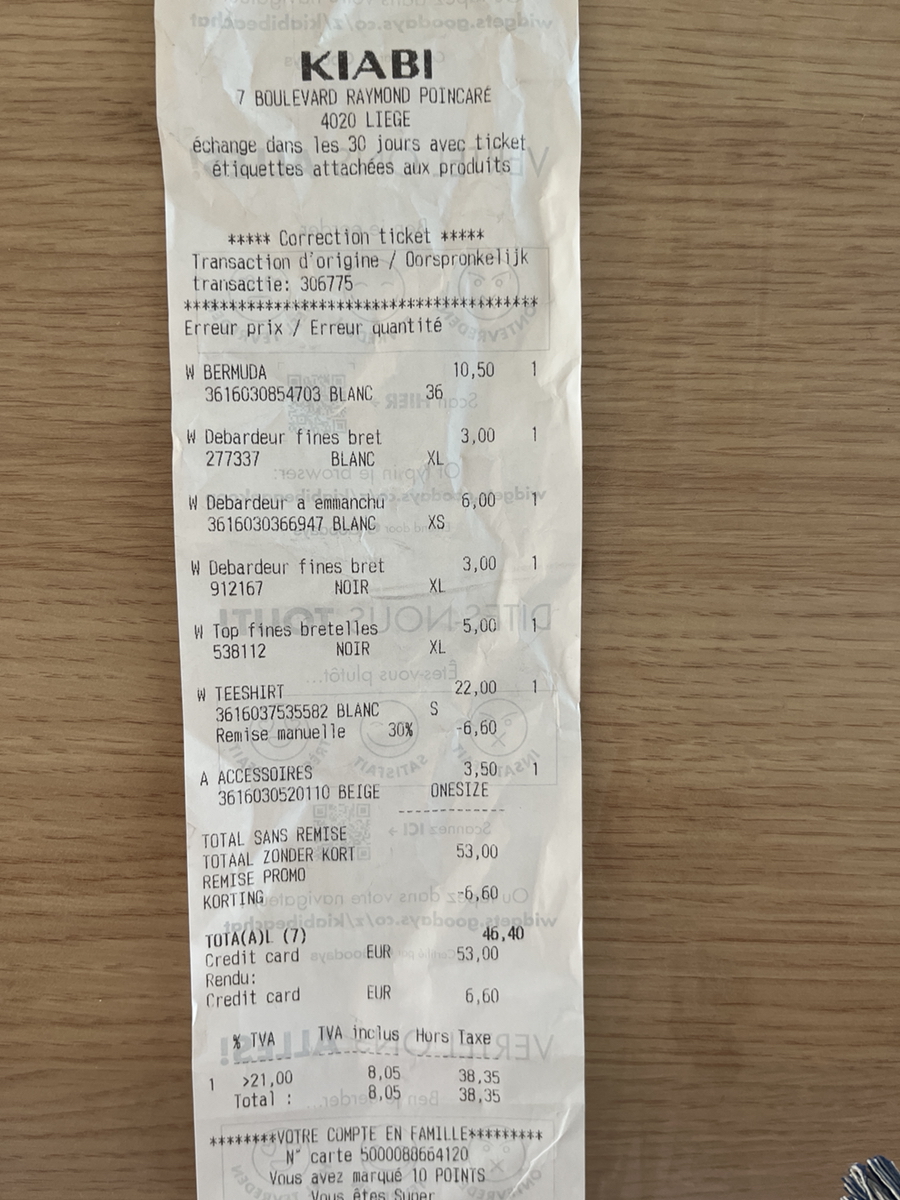 KIABI
7 BOULEVARD RAYMOND POINCARE
4020 LIEGE
échange dans les 30 jours avec ticket
étiquettes attachées aux produits
***** Correction ticket *****
Transaction d'origine / Oorspronkelijk
transactie: 306775
****************************************
Erreur prix / Erreur quantité
W BERMUDA 10,50 1
3616030854703 BLANC 36
W Debardeur fines bret 3,00 1
277337 BLANC XL
W Debardeur a emmanchu 6,00 1
3616030366947 BLANC XS
W Debardeur fines bret 3,00 1
912167 NOIR XL
W Top fines bretelles 5,00 1
538112 NOIR XL
W TEESHIRT 22,00 1
3616037535582 BLANC S
Remise manuelle 30% -6,60
A ACCESSOIRES 3,50 1
3616030520110 BEIGE ONESIZE
------------
TOTAL SANS REMISE
TOTAAL ZONDER KORT 53,00
REMISE PROMO
KORTING -6,60
TOTA(A)L (7) 46,40
Credit card EUR 53,00
Rendu:
Credit card EUR 6,60
% TVA TVA inclus Hors Taxe
1 >21,00 8,05 38,35
Total : 8,05 38,35
********VOTRE COMPTE EN FAMILLE*********
N° carte 5000088664120
Vous avez marqué 10 POINTS
Vous êtes Super